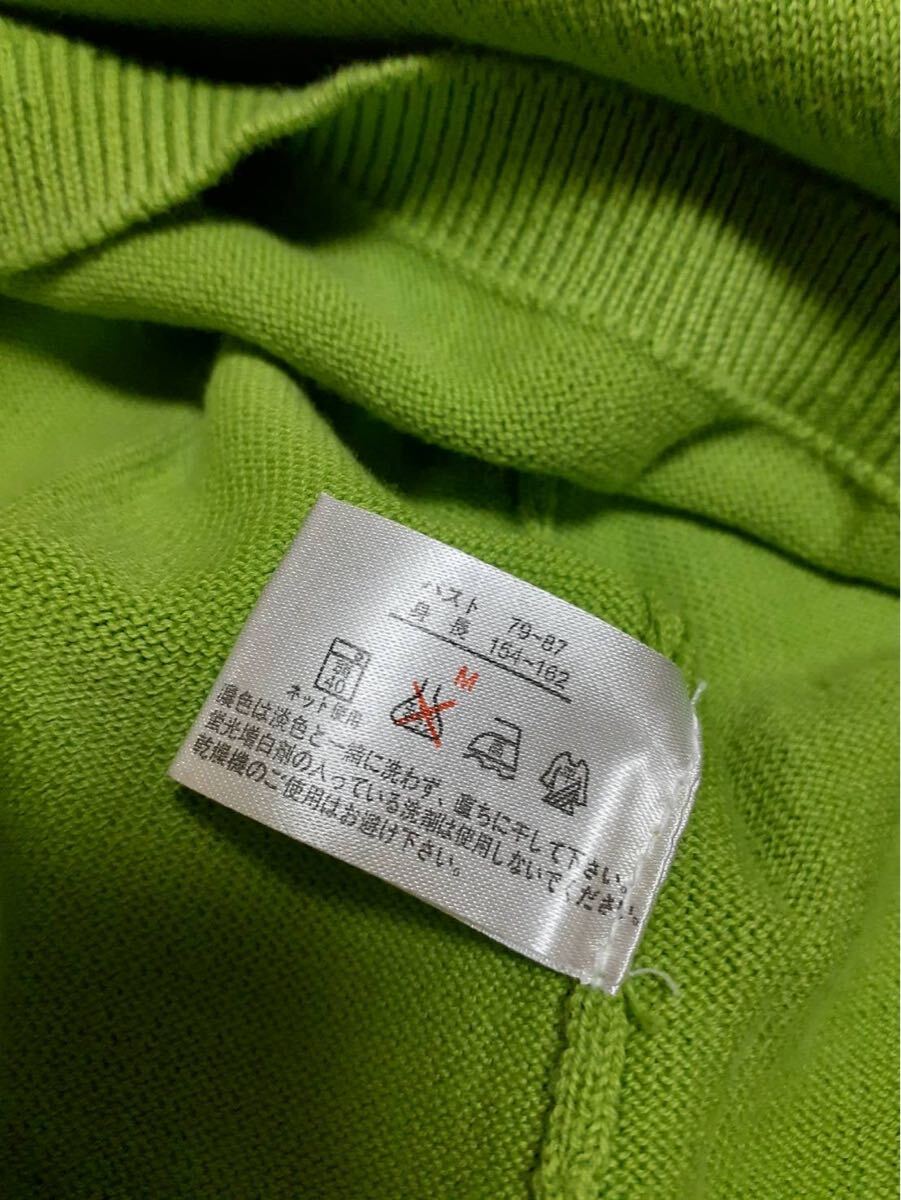 バスト 79-87
身長 154~162
M
弱
40
ネット使用
濃色は淡色と一緒に洗わず、直ちに干して下さい。
蛍光増白剤の入っている洗剤は使用しないでください。
乾燥機のご使用はお避け下さい。